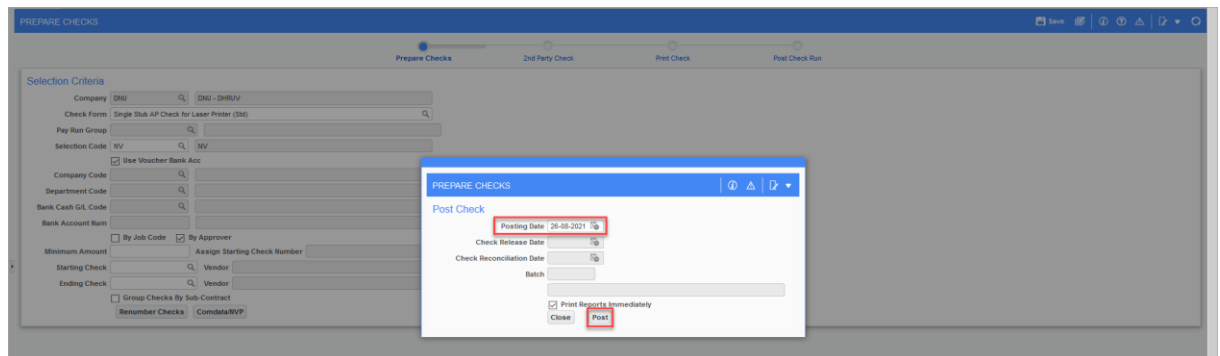 PREPARE CHECKS
Save
Prepare Checks 2nd Party Check Print Check Post Check Run
Selection Criteria
Company DNU DNU - DHRUV
Check Form Single Stub AP Check for Laser Printer (Std)
Pay Run Group
Selection Code NV NV
Use Voucher Bank Acc
Company Code
Department Code
Bank Cash G/L Code
Bank Account Num
By Job Code By Approver
Minimum Amount Assign Starting Check Number
Starting Check Vendor
Ending Check Vendor
Group Checks By Sub-Contract
Renumber Checks Comdata/NVP
PREPARE CHECKS
Post Check
Posting Date 26-08-2021
Check Release Date
Check Reconciliation Date
Batch
Print Reports Immediately
Close Post